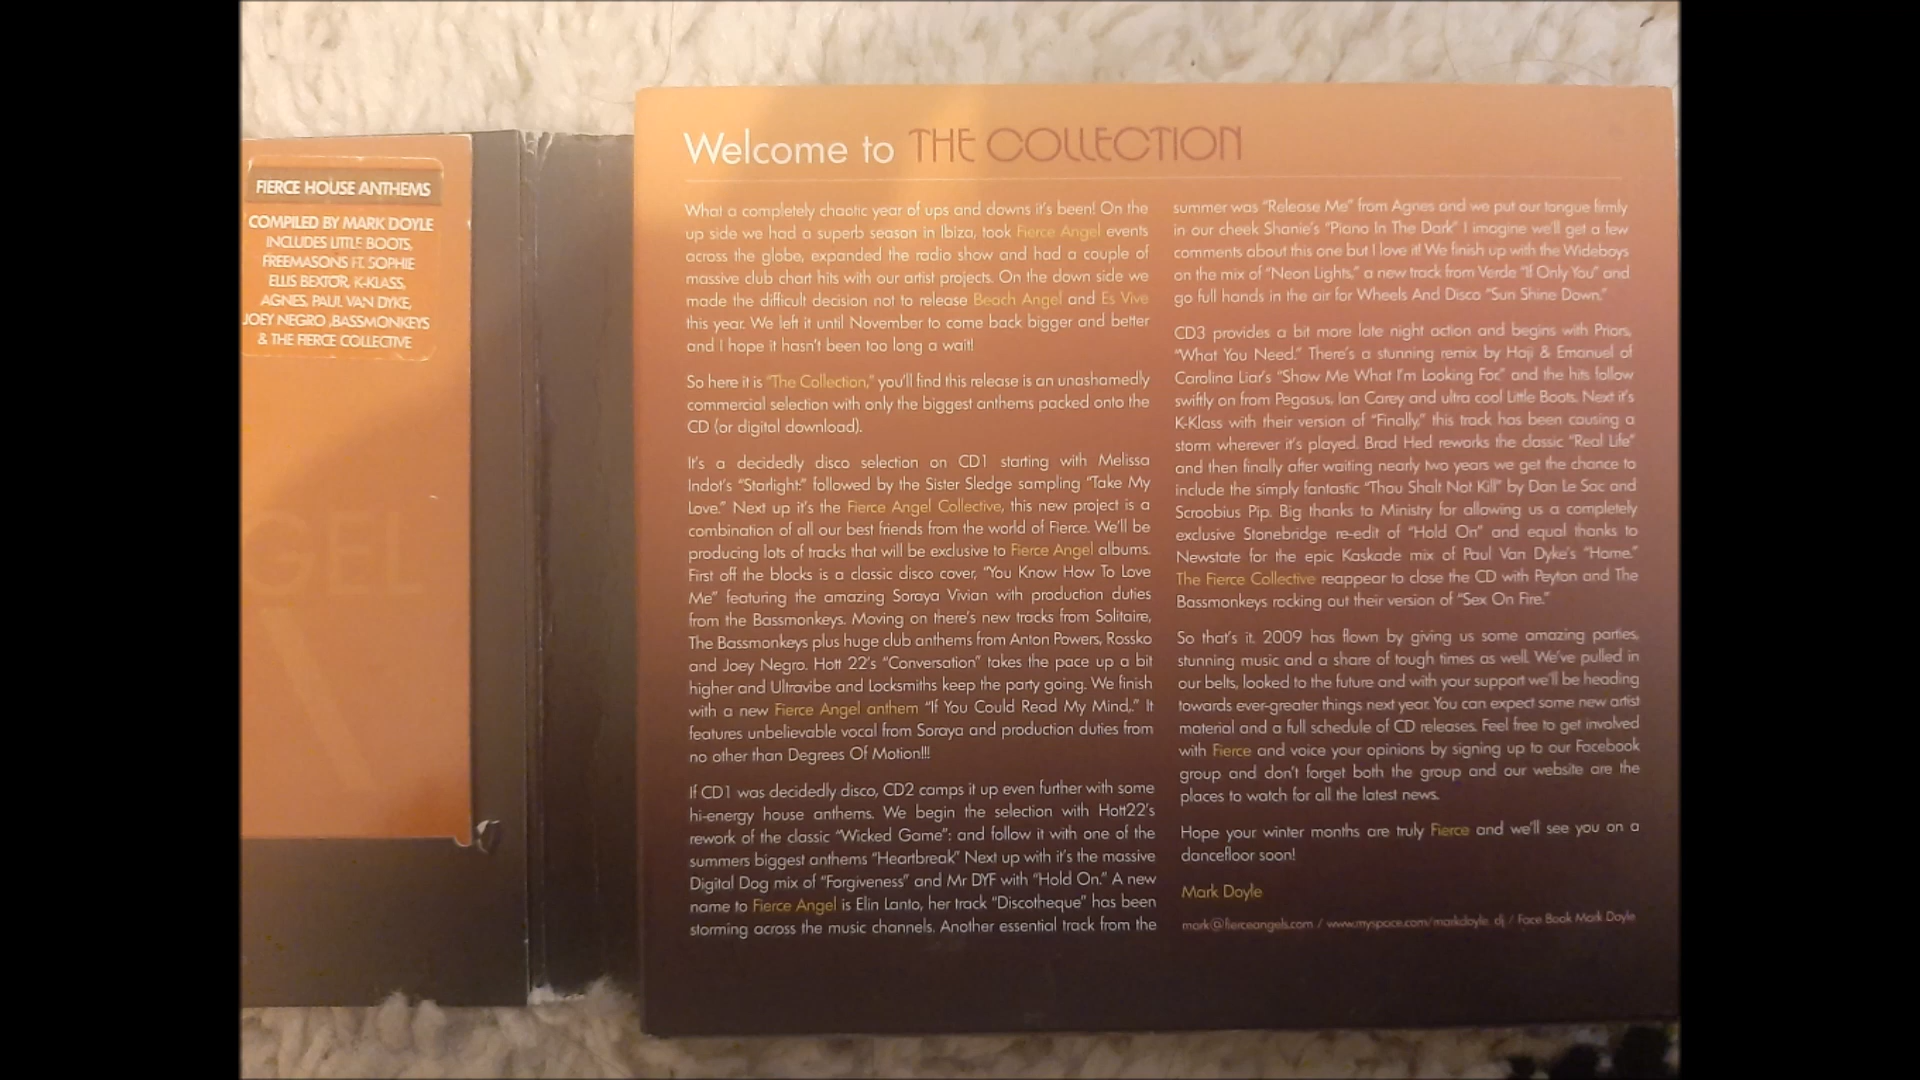 FIERCE HOUSE ANTHEMS
COMPILED BY MARK DOYLE
INCLUDES LITTLE BOOTS,
FREEMASONS FT. SOPHIE
ELLIS BEXTOR, K-KLASS,
AGNES, PAUL VAN DYKE,
JOEY NEGRO ,BASSMONKEYS
& THE FIERCE COLLECTIVE
GEL
Welcome to THE COLLECTION
What a completely chaotic year of ups and downs it's been! On the
up side we had a superb season in Ibiza, took Fierce Angel events
across the globe, expanded the radio show and had a couple of
massive club chart hits with our artist projects. On the down side we
made the difficult decision not to release Beach Angel and Es Vive
this year. We left it until November to come back bigger and better
and I hope it hasn't been too long a wait!
So here it is "The Collection," you'll find this release is an unashamedly
commercial selection with only the biggest anthems packed onto the
CD (or digital download).
It's a decidedly disco selection on CD1 starting with Melissa
Indot's "Starlight:" followed by the Sister Sledge sampling "Take My
Love." Next up it's the Fierce Angel Collective, this new project is a
combination of all our best friends from the world of Fierce. We'll be
producing lots of tracks that will be exclusive to Fierce Angel albums.
First off the blocks is a classic disco cover, "You Know How To Love
Me" featuring the amazing Soraya Vivian with production duties
from the Bassmonkeys. Moving on there's new tracks from Solitaire,
The Bassmonkeys plus huge club anthems from Anton Powers, Rossko
and Joey Negro. Hott 22's "Conversation" takes the pace up a bit
higher and Ultravibe and Locksmiths keep the party going. We finish
with a new Fierce Angel anthem "If You Could Read My Mind,." It
features unbelievable vocal from Soraya and production duties from
no other than Degrees Of Motion!!!
If CD1 was decidedly disco, CD2 camps it up even further with some
hi-energy house anthems. We begin the selection with Hott22's
rework of the classic "Wicked Game": and follow it with one of the
summers biggest anthems "Heartbreak" Next up with it's the massive
Digital Dog mix of "Forgiveness" and Mr DYF with "Hold On." A new
name to Fierce Angel is Elin Lanto, her track "Discotheque" has been
storming across the music channels. Another essential track from the
summer was "Release Me" from Agnes and we put our tongue firmly
in our cheek Shanie's "Piano In The Dark" I imagine we'll get a few
comments about this one but I love it! We finish up with the Wideboys
on the mix of "Neon Lights," a new track from Verde "If Only You" and
go full hands in the air for Wheels And Disco "Sun Shine Down."
CD3 provides a bit more late night action and begins with Priors,
"What You Need." There's a stunning remix by Haji & Emanuel of
Carolina Liar's "Show Me What I'm Looking For" and the hits follow
swiftly on from Pegasus, Ian Carey and ultra cool Little Boots. Next it's
K-Klass with their version of "Finally," this track has been causing a
storm wherever it's played. Brad Hed reworks the classic "Real Life"
and then finally after waiting nearly two years we get the chance to
include the simply fantastic "Thou Shalt Not Kill" by Dan Le Sac and
Scroobius Pip. Big thanks to Ministry for allowing us a completely
exclusive Stonebridge re-edit of "Hold On" and equal thanks to
Newstate for the epic Kaskade mix of Paul Van Dyke's "Home."
The Fierce Collective reappear to close the CD with Peyton and The
Bassmonkeys rocking out their version of "Sex On Fire."
So that's it. 2009 has flown by giving us some amazing parties,
stunning music and a share of tough times as well. We've pulled in
our belts, looked to the future and with your support we'll be heading
towards ever-greater things next year. You can expect some new artist
material and a full schedule of CD releases. Feel free to get involved
with Fierce and voice your opinions by signing up to our Facebook
group and don't forget both the group and our website are the
places to watch for all the latest news.
Hope your winter months are truly Fierce and we'll see you on a
dancefloor soon!
Mark Doyle
mark@fierceangels.com / www.myspace.com/markdoyle_dj / Face Book Mark Doyle